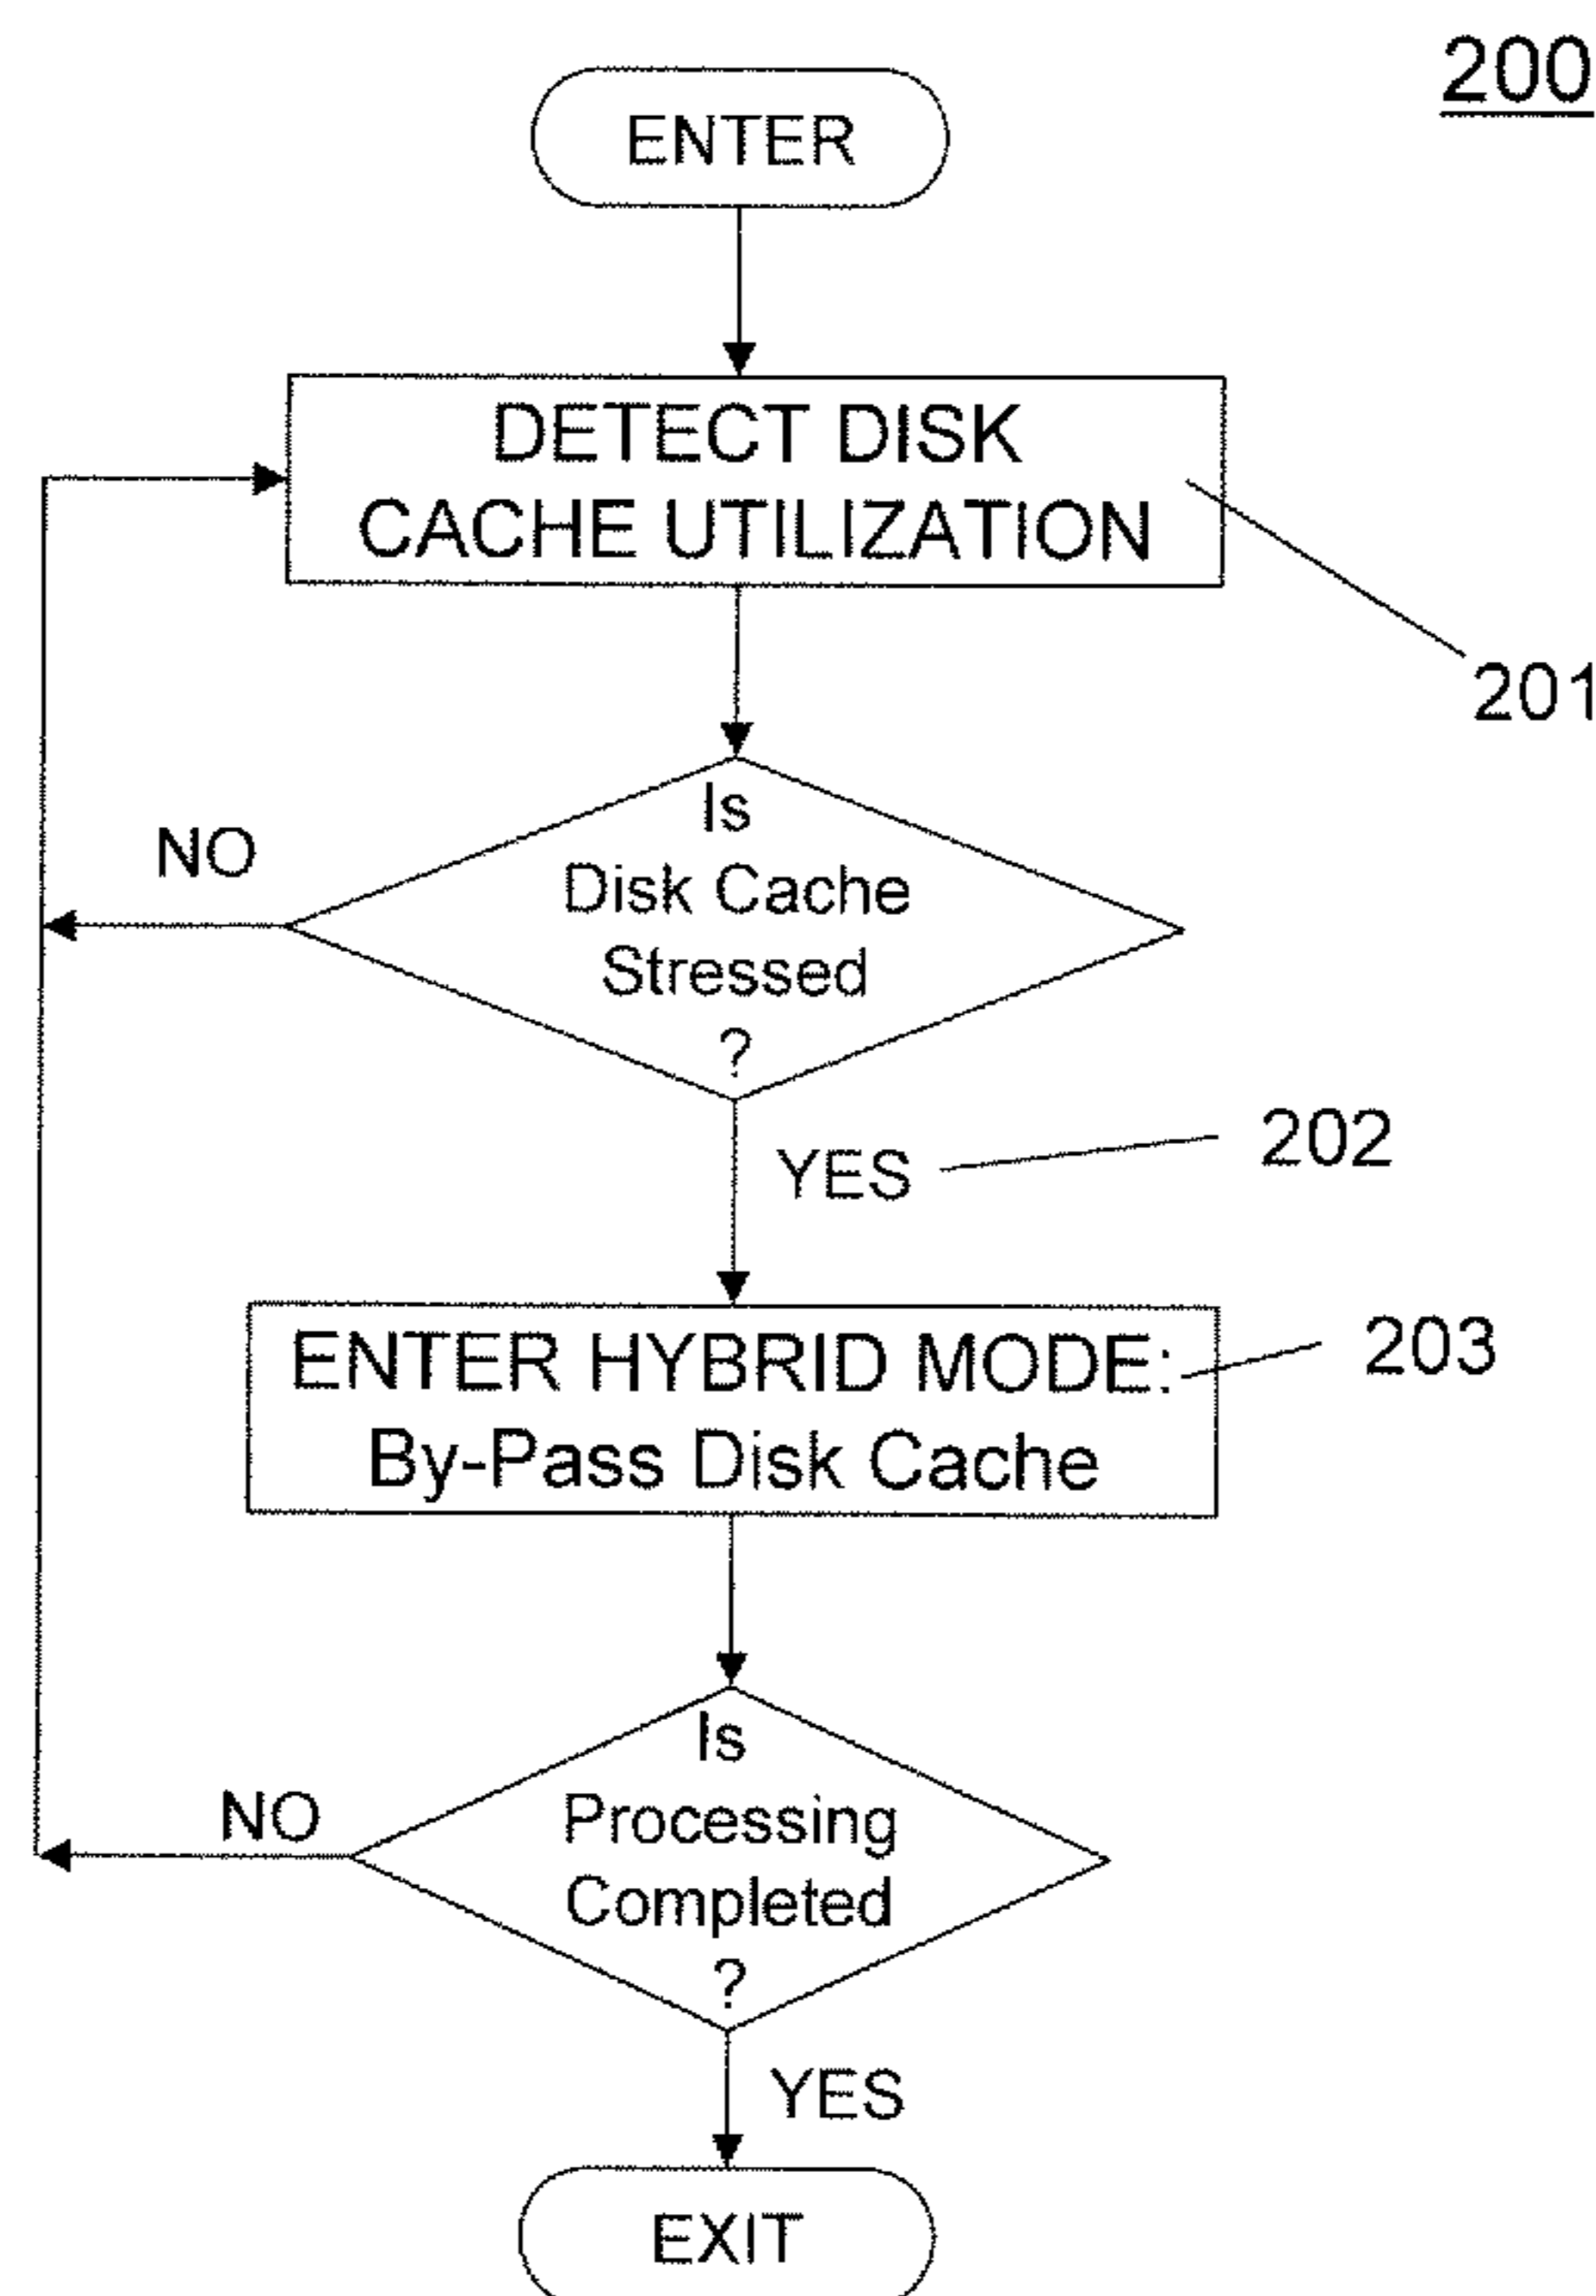 200
ENTER
DETECT DISK
CACHE UTILIZATION
201
Is
Disk Cache
Stressed
?
NO
YES
202
ENTER HYBRID MODE:
By-Pass Disk Cache
203
Is
Processing
Completed
?
NO
YES
EXIT